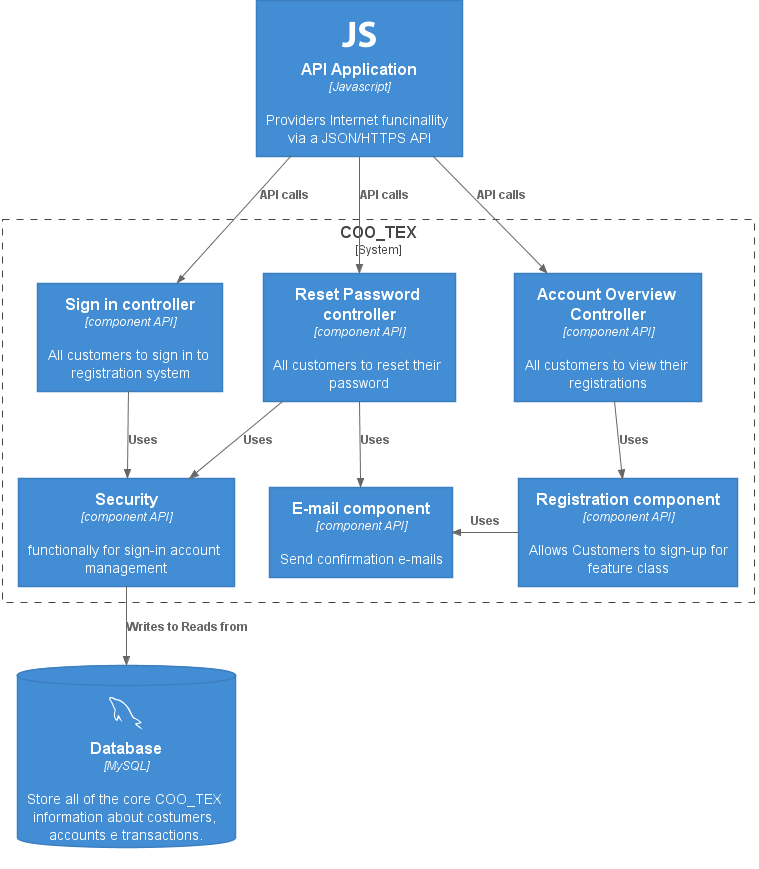 JS
API Application
[Javascript]
Providers Internet funcinallity
via a JSON/HTTPS API
API calls
API calls
API calls
COO_TEX
[System]
Sign in controller
[component API]
All customers to sign in to
registration system
Reset Password
controller
[component API]
All customers to reset their
password
Account Overview
Controller
[component API]
All customers to view their
registrations
Uses
Uses
Uses
Uses
Security
[component API]
functionally for sign-in account
management
E-mail component
[component API]
Send confirmation e-mails
Uses
Registration component
[component API]
Allows Customers to sign-up for
feature class
Writes to Reads from
Database
[MySQL]
Store all of the core COO_TEX
information about costumers,
accounts e transactions.